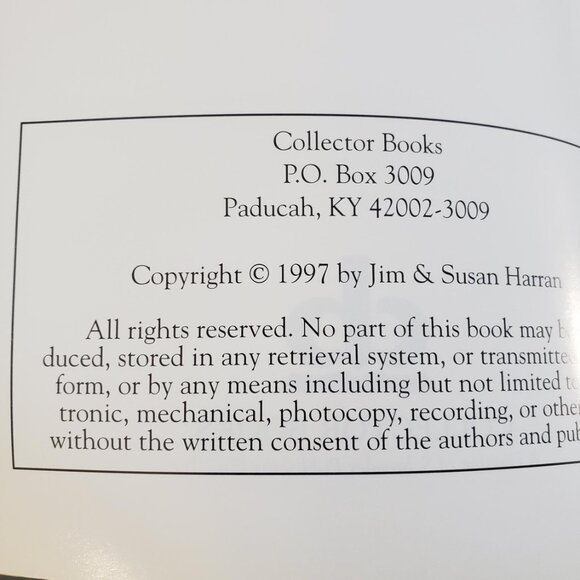 Collector Books
P.O. Box 3009
Paducah, KY 42002-3009
Copyright © 1997 by Jim & Susan Harran
All rights reserved. No part of this book may
duced, stored in any retrieval system, or transmitte
form, or by any means including but not limited
tronic, mechanical, photocopy, recording, or othe
without the written consent of the authors and pub